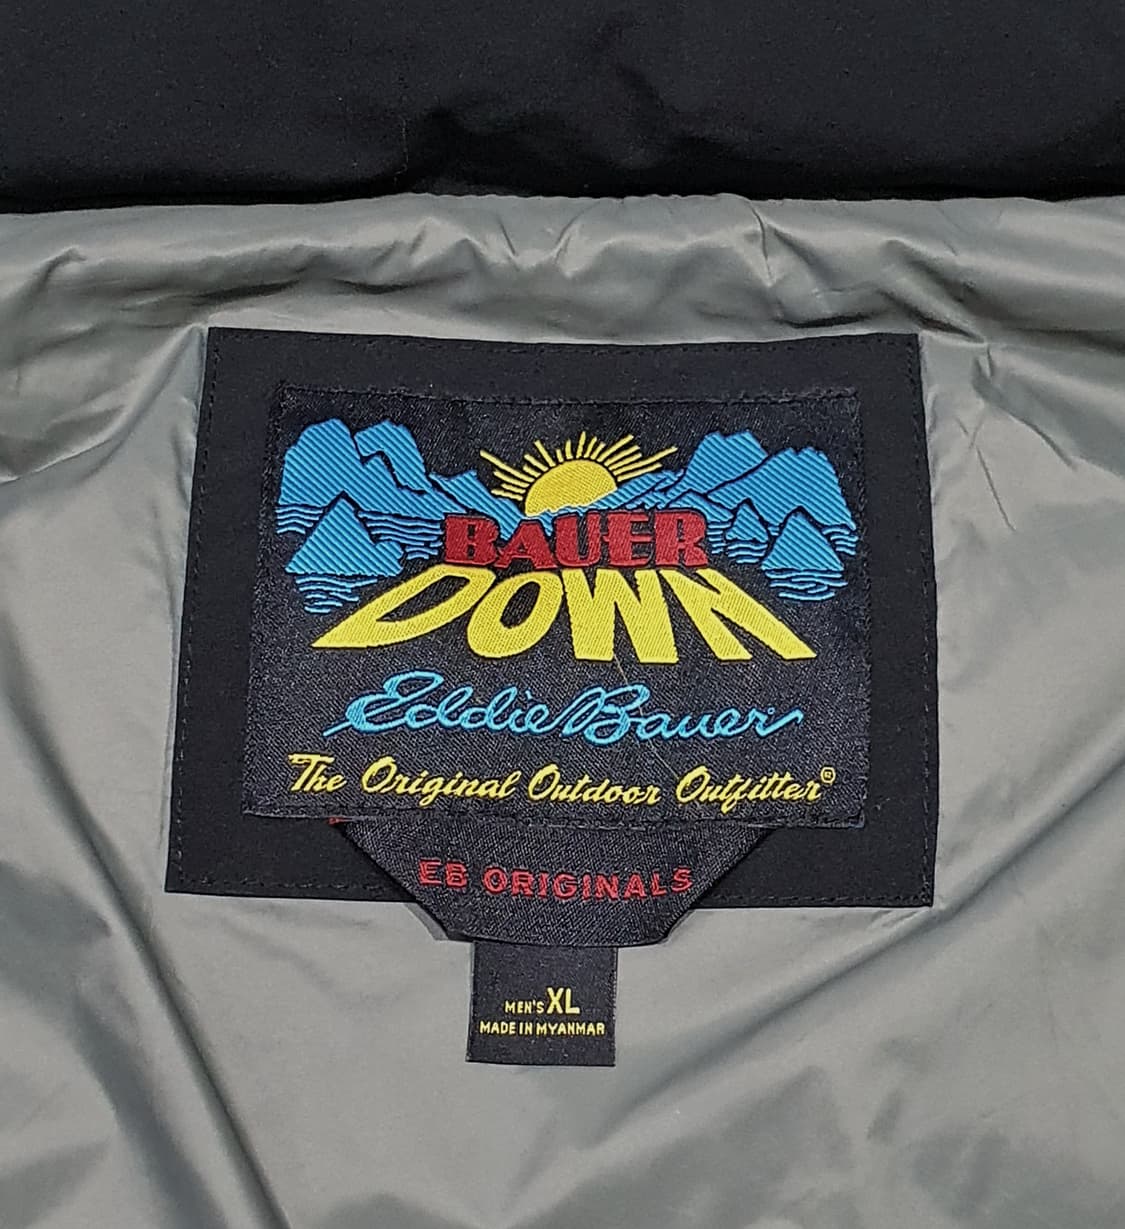 BAUER
DOWN
Eddie Bauer
The Original Outdoor Outfitter®
EB ORIGINALS
MEN'S XL
MADE IN MYANMAR